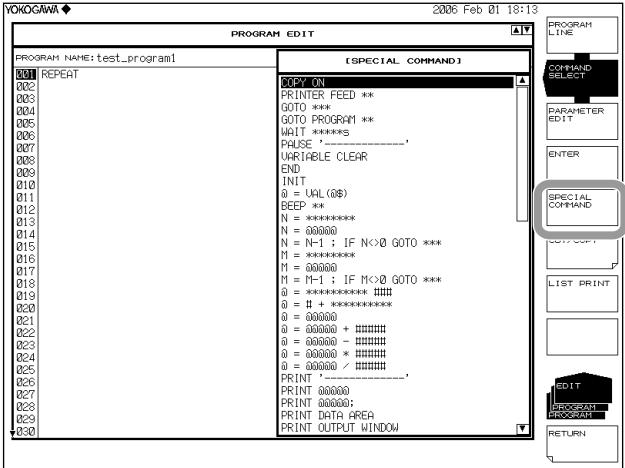 YOKOGAWA ◆
2006 Feb 01 18:13
PROGRAM EDIT
PROGRAM NAME:test_program1
001 REPEAT
002
003
004
005
006
007
008
009
010
011
012
013
014
015
016
017
018
019
020
021
022
023
024
025
026
027
028
029
030
[SPECIAL COMMAND]
COPY ON
PRINTER FEED **
GOTO ***
GOTO PROGRAM **
WAIT *****s
PAUSE '-------------'
VARIABLE CLEAR
END
INIT
@ = VAL(@$)
BEEP **
N = ********
N = @@@@@
N = N-1 ; IF N<>0 GOTO ***
M = ********
M = @@@@@
M = M-1 ; IF M<>0 GOTO ***
@ = ********** ####
@ = # + **********
@ = @@@@@
@ = @@@@@ + #####
@ = @@@@@ - #####
@ = @@@@@ * #####
@ = @@@@@ / #####
PRINT '-------------'
PRINT @@@@@
PRINT @@@@@;
PRINT DATA AREA
PRINT OUTPUT WINDOW
PROGRAM
LINE
COMMAND
SELECT
PARAMETER
EDIT
ENTER
SPECIAL
COMMAND
CUT/COPY
LIST PRINT
EDIT
PROGRAM
PROGRAM
RETURN